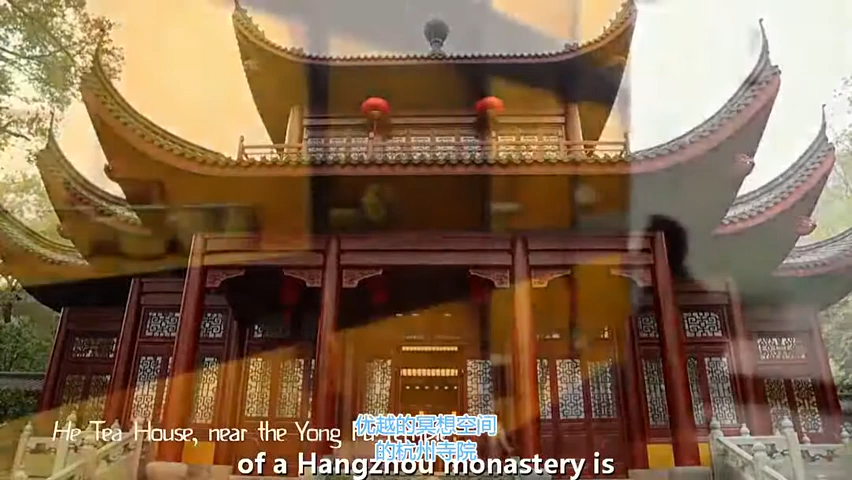 He Tea House, near the Yong
优越的冥想空间
的杭州寺院
of a Hangzhou monastery is